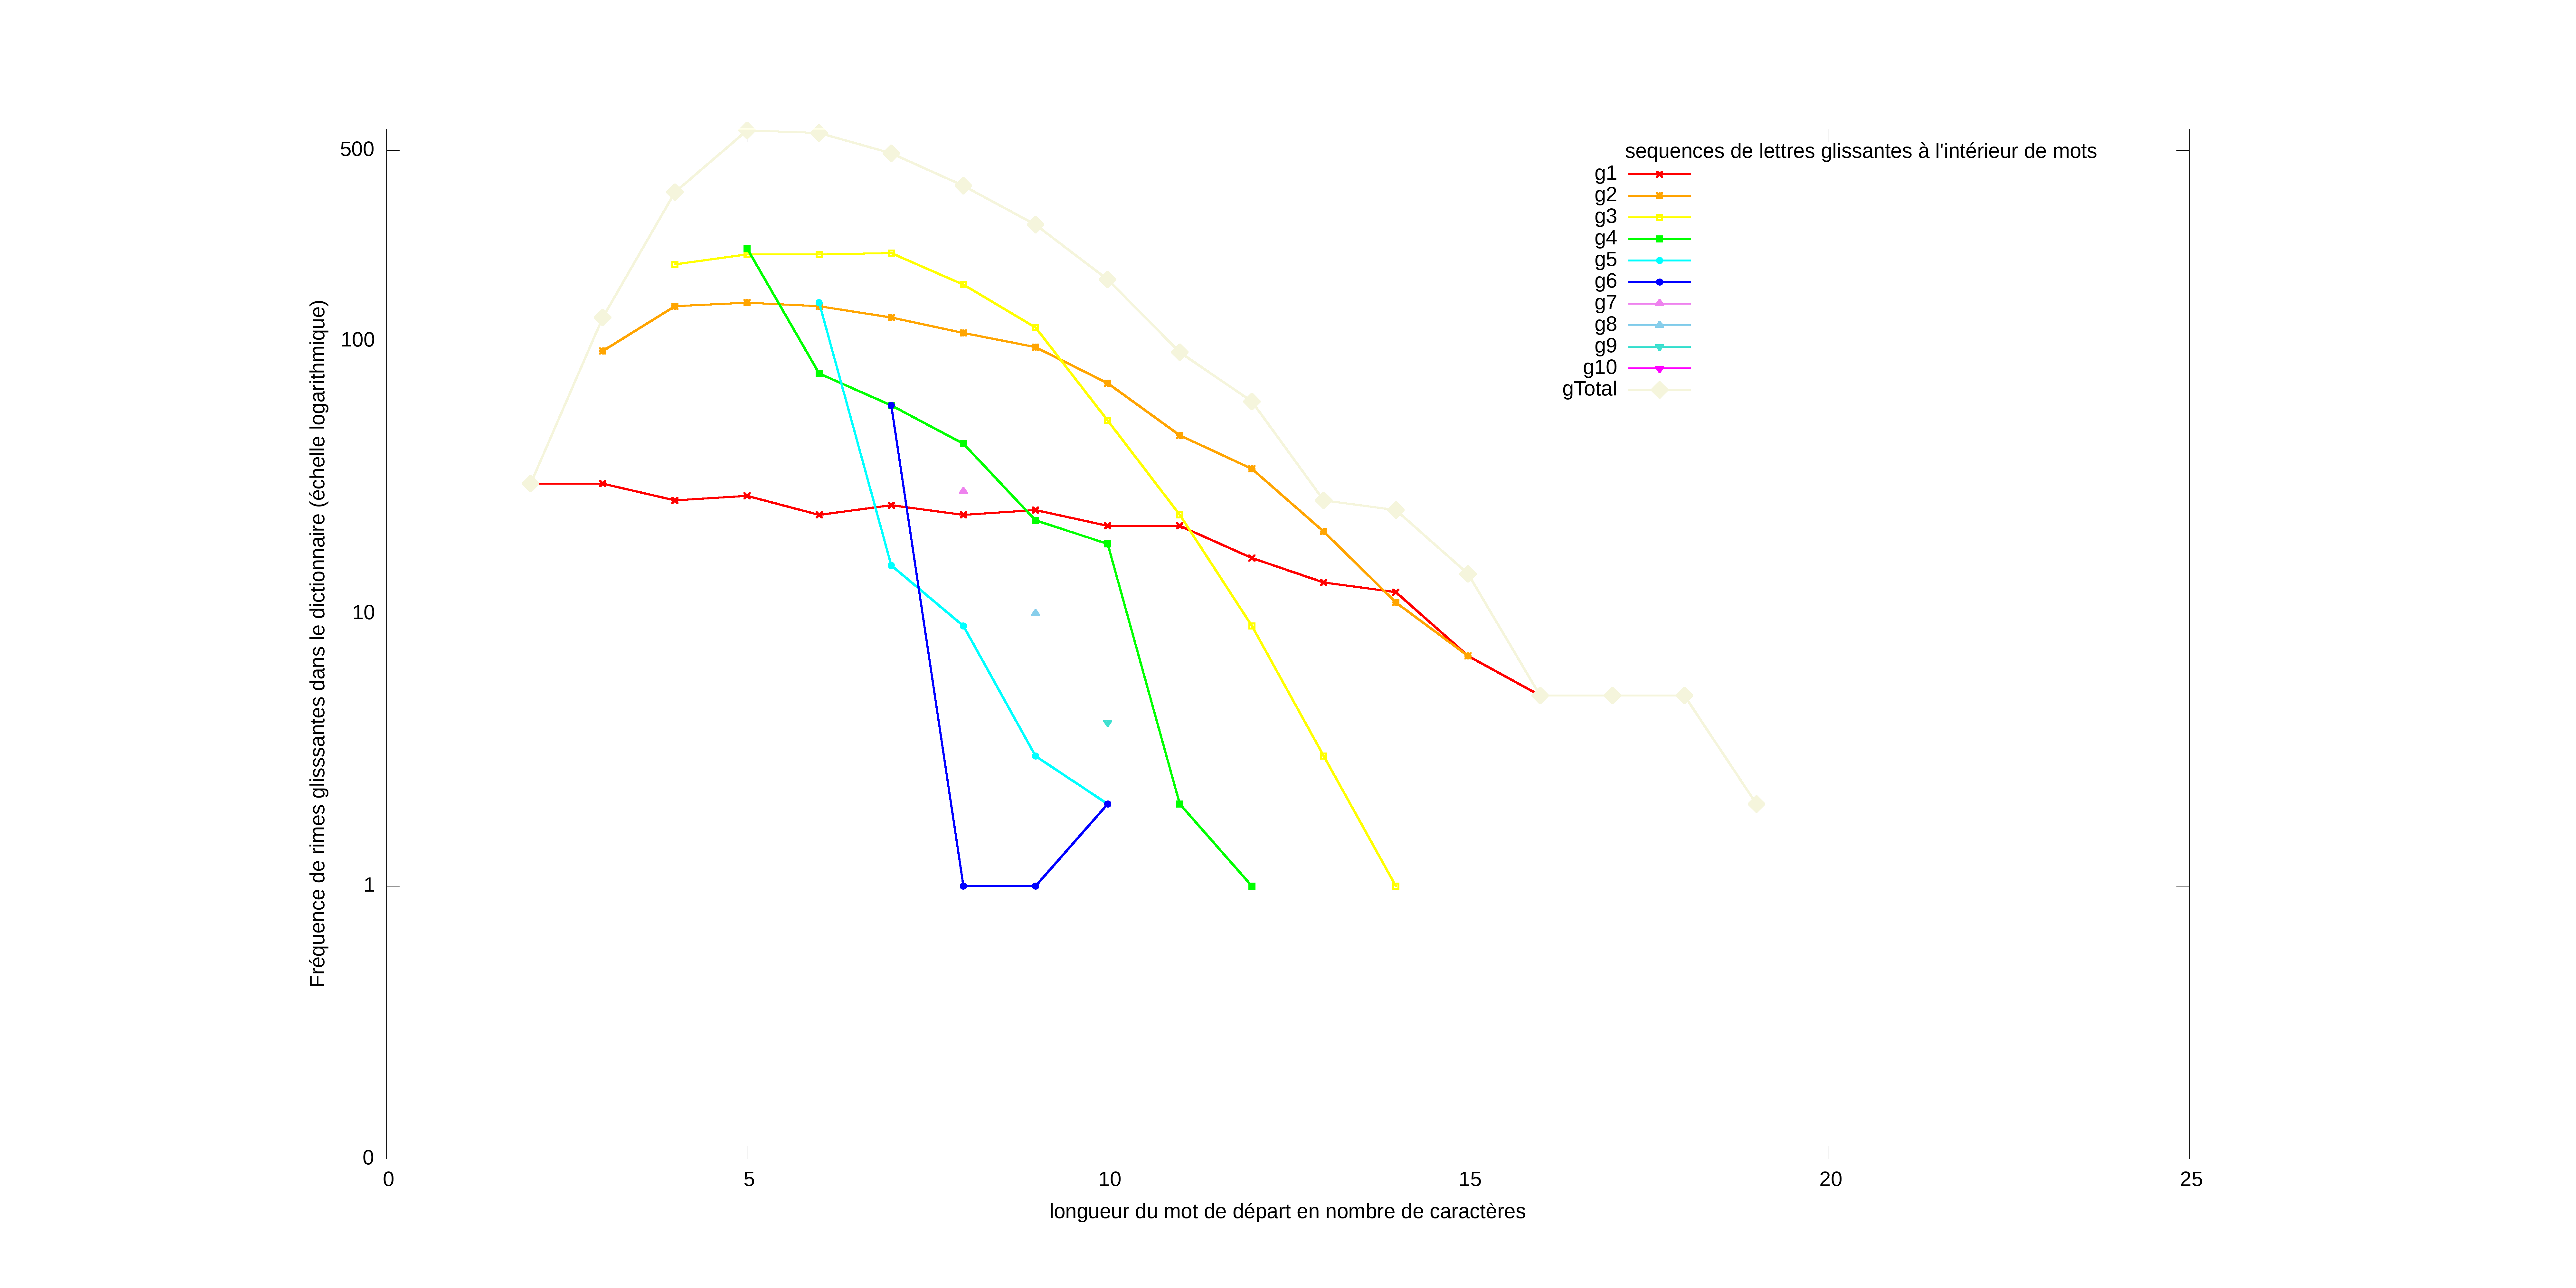 500
100
10
1
0
0
5
10
15
20
25
Fréquence de rimes glisssantes dans le dictionnaire (échelle logarithmique)
longueur du mot de départ en nombre de caractères
sequences de lettres glissantes à l'intérieur de mots
g1
g2
g3
g4
g5
g6
g7
g8
g9
g10
gTotal